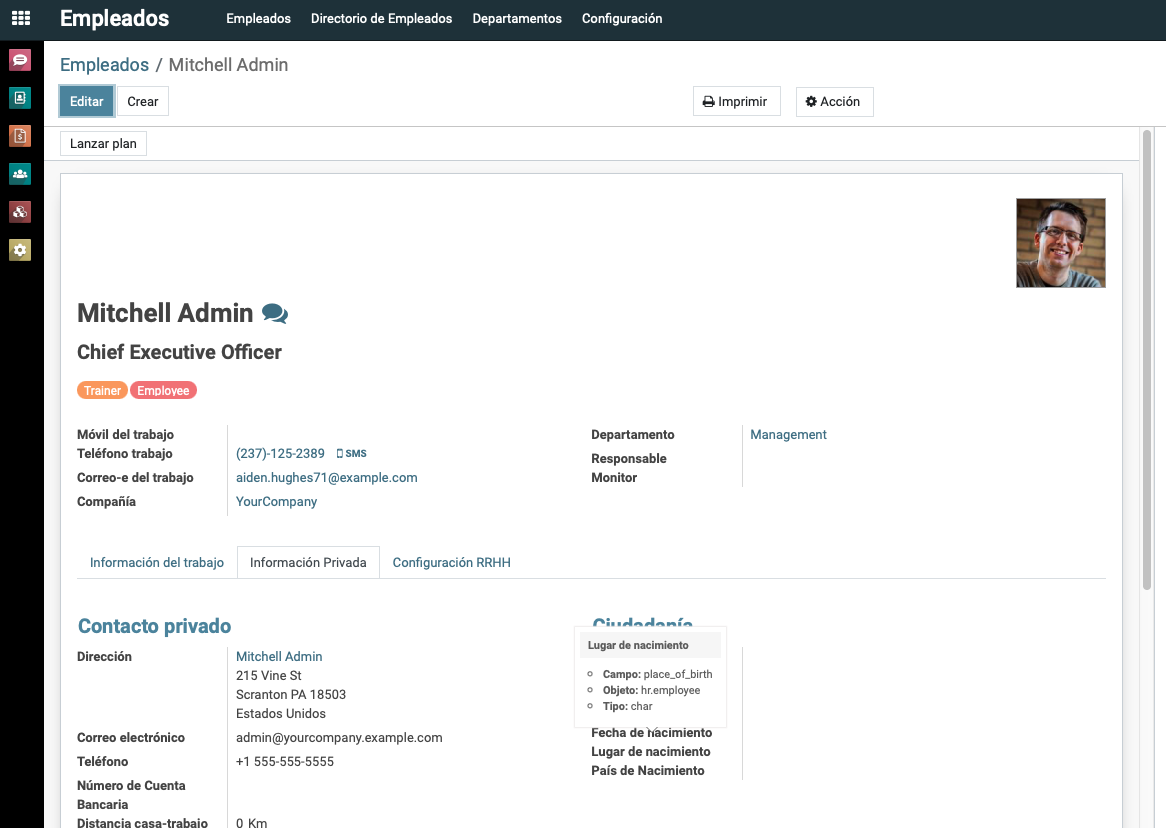 Empleados
Empleados Directorio de Empleados Departamentos Configuración
Empleados / Mitchell Admin
Editar Crear Imprimir Acción
Lanzar plan
Mitchell Admin
Chief Executive Officer
Trainer Employee
Móvil del trabajo
Teléfono trabajo (237)-125-2389 SMS
Correo-e del trabajo aiden.hughes71@example.com
Compañía YourCompany
Departamento Management
Responsable
Monitor
Información del trabajo Información Privada Configuración RRHH
Contacto privado
Dirección Mitchell Admin
215 Vine St
Scranton PA 18503
Estados Unidos
Correo electrónico admin@yourcompany.example.com
Teléfono +1 555-555-5555
Número de Cuenta
Bancaria
Distancia casa-trabajo 0 Km
Ciudadanía
Lugar de nacimiento
Campo: place_of_birth
Objeto: hr.employee
Tipo: char
Fecha de nacimiento
Lugar de nacimiento
País de Nacimiento